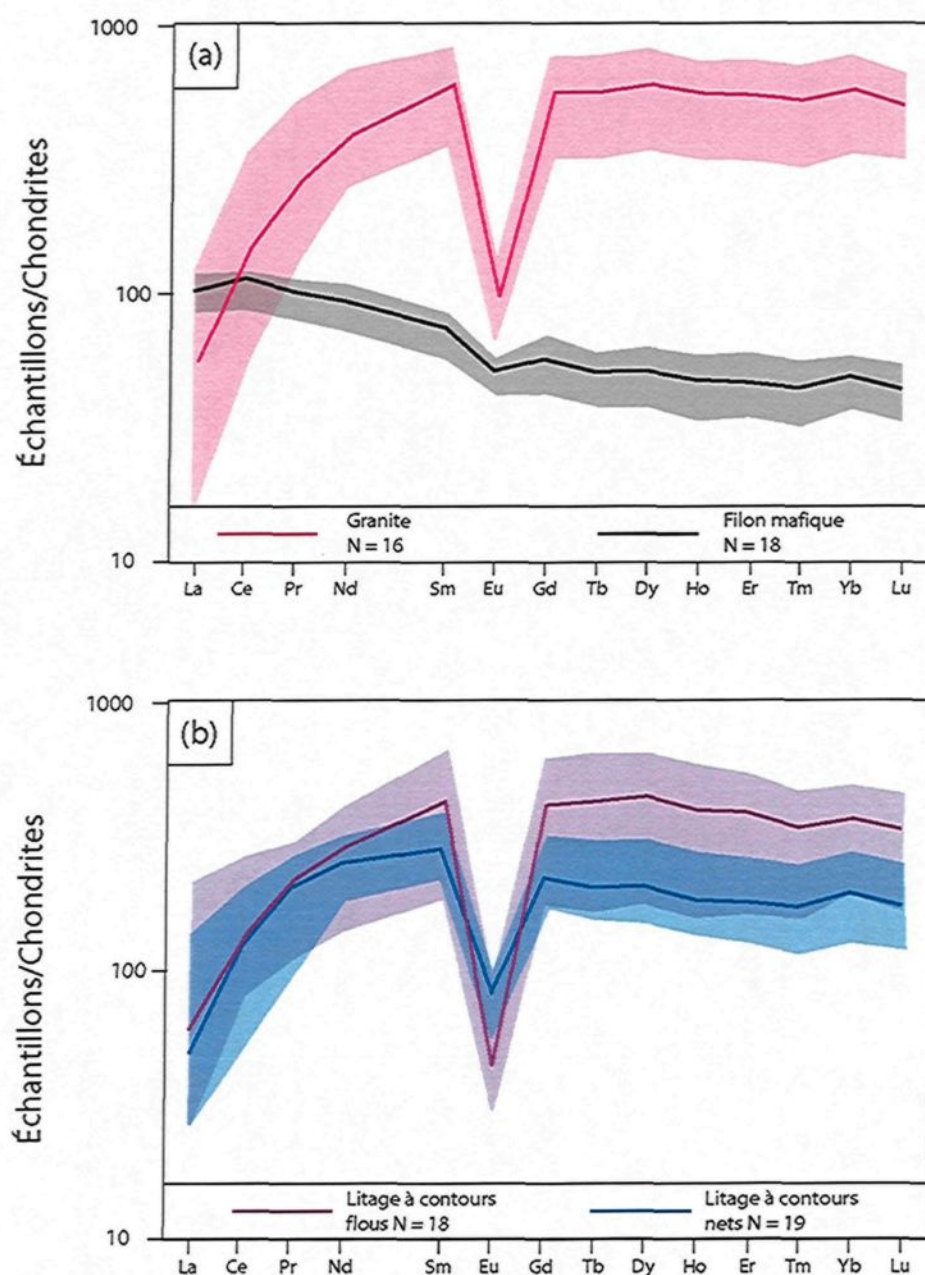 1000
(a)
Échantillons/Chondrites
100
Granite
N = 16
Filon mafique
N = 18
10
La Ce Pr Nd Sm Eu Gd Tb Dy Ho Er Tm Yb Lu
1000
(b)
Échantillons/Chondrites
100
Litage à contours
flous N = 18
Litage à contours
nets N = 19
10
La Ce Pr Nd Sm Eu Gd Tb Dy Ho Er Tm Yb Lu